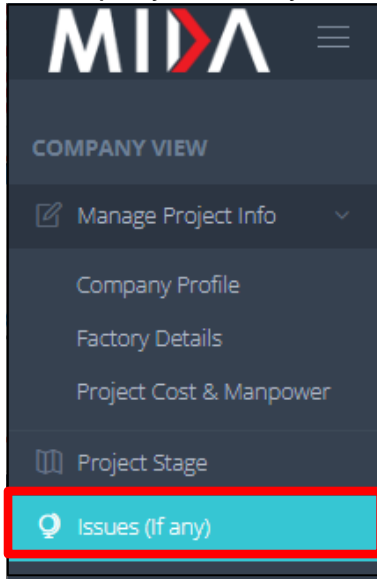 MIDA
COMPANY VIEW
Manage Project Info
Company Profile
Factory Details
Project Cost & Manpower
Project Stage
Issues (If any)